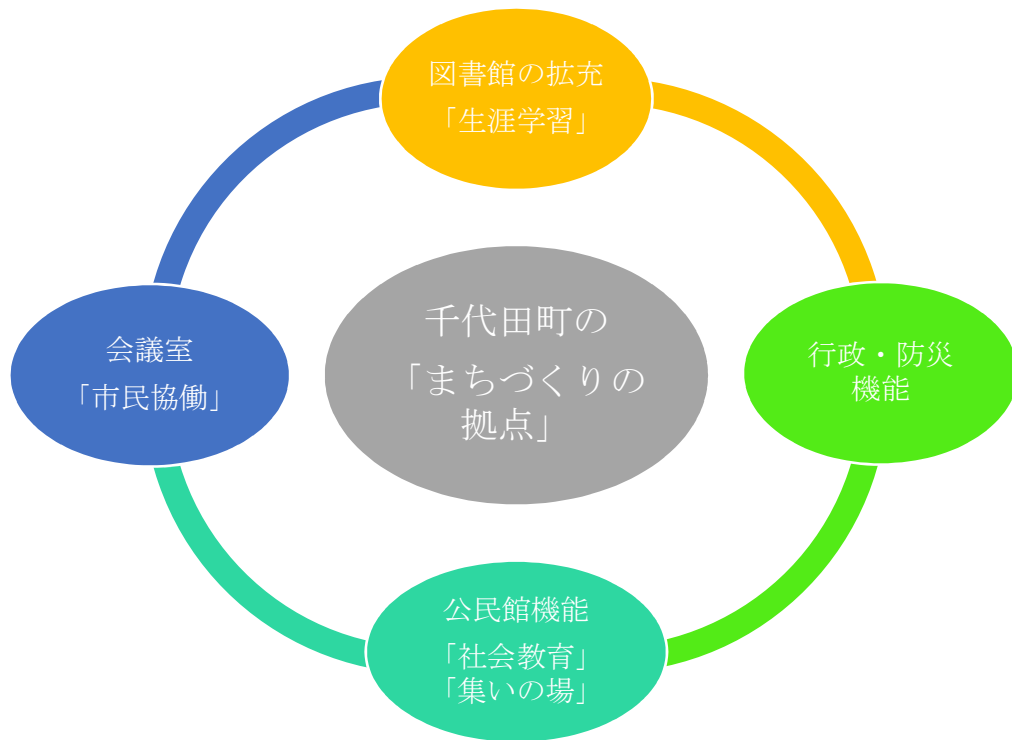 図書館の拡充
「生涯学習」
千代田町の
「まちづくりの
拠点」
会議室
「市民協働」
行政・防災
機能
公民館機能
「社会教育」
「集いの場」